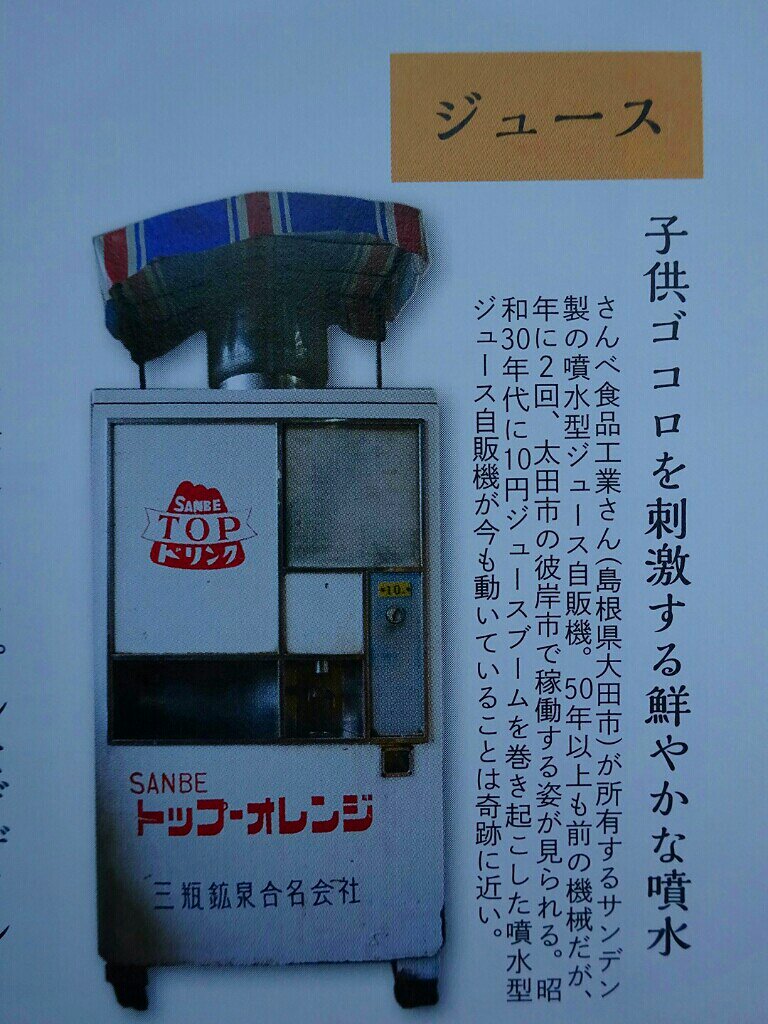 ジュース
子供ゴコロを刺激する鮮やかな噴水
さんべ食品工業さん(島根県大田市)が所有するサンデン
製の噴水型ジュース自販機。50年以上も前の機械だが、
年に2回、太田市の彼岸市で稼働する姿が見られる。昭
和30年代に10円ジュースブームを巻き起こした噴水型
ジュース自販機が今も動いていることは奇跡に近い。
SANBE
TOP
ドリンク
10
SANBE
トップーオレンジ
三瓶鉱泉合名会社